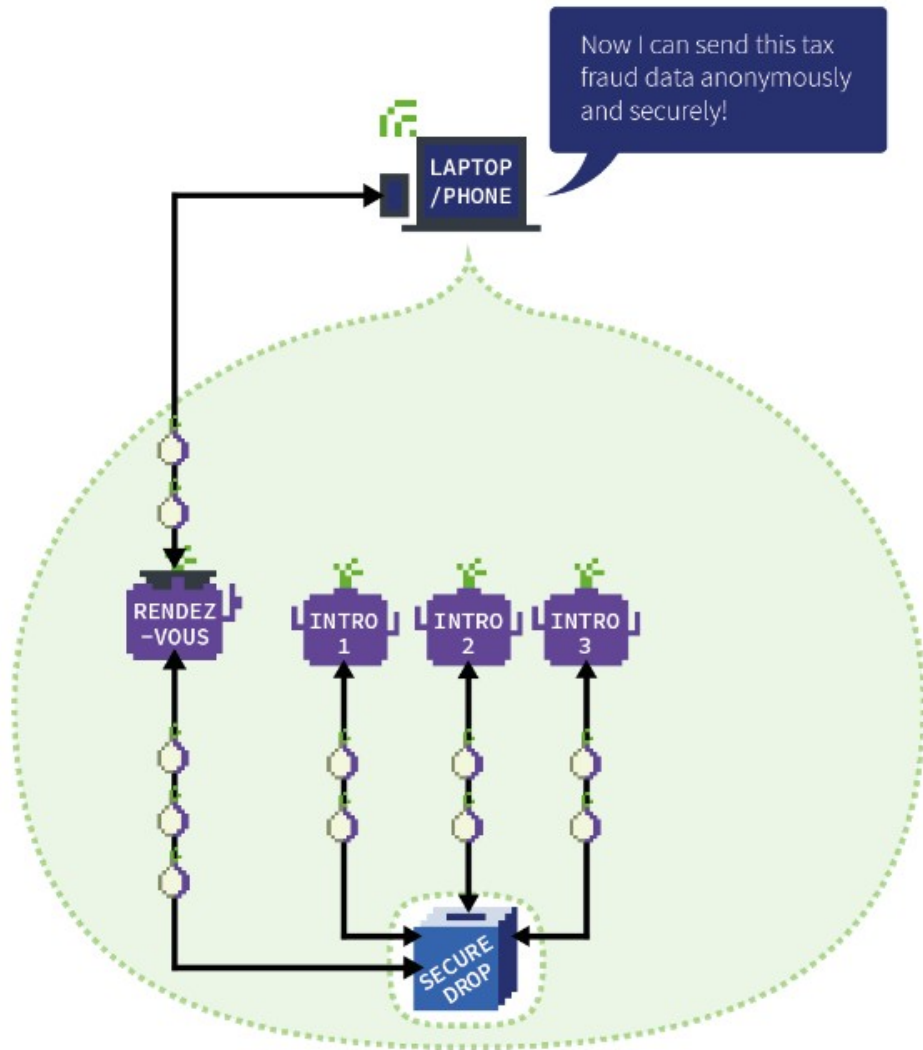 Now I can send this tax
fraud data anonymously
and securely!
LAPTOP
/PHONE
RENDEZ
-VOUS
INTRO
1
INTRO
2
INTRO
3
SECURE
DROP